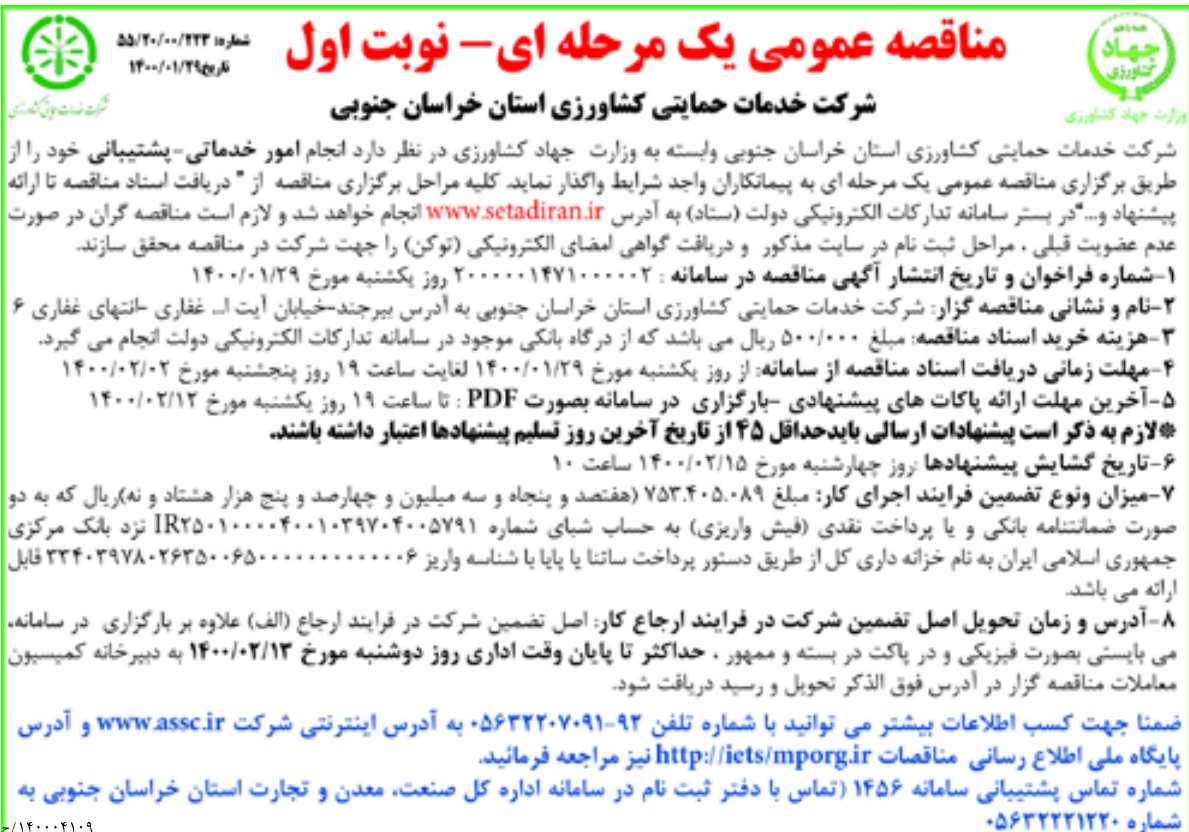 مناقصه عمومی یک مرحله ای– نوبت اول
شماره: ۵۵/۲۰/۰۰/۲۲۳
تاریخ۱۴۰۰/۰۱/۲۹
همه با هم
جهاد
کشاورزی
وزارت جهاد کشاورزی
شرکت خدمات حمایتی کشاورزی
شرکت خدمات حمایتی کشاورزی استان خراسان جنوبی
شرکت خدمات حمایتی کشاورزی استان خراسان جنوبی وابسته به وزارت جهاد کشاورزی در نظر دارد انجام امور خدماتی-پشتیبانی خود را از
طریق برگزاری مناقصه عمومی یک مرحله ای به پیمانکاران واجد شرایط واگذار نماید. کلیه مراحل برگزاری مناقصه از " دریافت اسناد مناقصه تا ارائه
پیشنهاد و..."در بستر سامانه تدارکات الکترونیکی دولت (ستاد) به آدرس www.setadiran.ir انجام خواهد شد و لازم است مناقصه گران در صورت
عدم عضویت قبلی ، مراحل ثبت نام در سایت مذکور و دریافت گواهی امضای الکترونیکی (توکن) را جهت شرکت در مناقصه محقق سازند.
۱-شماره فراخوان و تاریخ انتشار آگهی مناقصه در سامانه : ۲۰۰۰۰۰۱۴۷۱۰۰۰۰۰۲ روز یکشنبه مورخ ۱۴۰۰/۰۱/۲۹
۲-نام و نشانی مناقصه گزار: شرکت خدمات حمایتی کشاورزی استان خراسان جنوبی به آدرس بیرجند-خیابان آیت ا... غفاری -انتهای غفاری ۶
۳-هزینه خرید اسناد مناقصه: مبلغ ۵۰۰/۰۰۰ ریال می باشد که از درگاه بانکی موجود در سامانه تدارکات الکترونیکی دولت انجام می گیرد.
۴-مهلت زمانی دریافت اسناد مناقصه از سامانه: از روز یکشنبه مورخ ۱۴۰۰/۰۱/۲۹ لغایت ساعت ۱۹ روز پنجشنبه مورخ ۱۴۰۰/۰۲/۰۲
۵-آخرین مهلت ارائه پاکات های پیشنهادی -بارگزاری در سامانه بصورت PDF : تا ساعت ۱۹ روز یکشنبه مورخ ۱۴۰۰/۰۲/۱۲
*لازم به ذکر است پیشنهادات ارسالی بایدحداقل ۴۵ از تاریخ آخرین روز تسلیم پیشنهادها اعتبار داشته باشند.
۶-تاریخ گشایش پیشنهادها :روز چهارشنبه مورخ ۱۴۰۰/۰۲/۱۵ ساعت ۱۰
۷-میزان ونوع تضمین فرایند اجرای کار: مبلغ ۷۵۳.۴۰۵.۰۸۹ (هفتصد و پنجاه و سه میلیون و چهارصد و پنج هزار هشتاد و نه)ریال که به دو
صورت ضمانتنامه بانکی و یا پرداخت نقدی (فیش واریزی) به حساب شبای شماره IR۲۵۰۱۰۰۰۰۴۰۰۱۰۳۹۷۰۴۰۰۵۷۹۱ نزد بانک مرکزی
جمهوری اسلامی ایران به نام خزانه داری کل از طریق دستور پرداخت ساتنا یا پایا با شناسه واریز ۳۳۴۰۳۹۷۸۰۲۶۳۵۰۰۶۵۰۰۰۰۰۰۰۰۰۰۰۰۰۶ قابل
ارائه می باشد.
۸-آدرس و زمان تحویل اصل تضمین شرکت در فرایند ارجاع کار: اصل تضمین شرکت در فرایند ارجاع (الف) علاوه بر بارگزاری در سامانه،
می بایستی بصورت فیزیکی و در پاکت در بسته و ممهور ، حداکثر تا پایان وقت اداری روز دوشنبه مورخ ۱۴۰۰/۰۲/۱۳ به دبیرخانه کمیسیون
معاملات مناقصه گزار در آدرس فوق الذکر تحویل و رسید دریافت شود.
ضمنا جهت کسب اطلاعات بیشتر می توانید با شماره تلفن ۹۲-۰۵۶۳۲۲۰۷۰۹۱ به آدرس اینترنتی شرکت www.assc.ir و آدرس
پایگاه ملی اطلاع رسانی مناقصات http://iets/mporg.ir نیز مراجعه فرمائید.
شماره تماس پشتیبانی سامانه ۱۴۵۶ (تماس با دفتر ثبت نام در سامانه اداره کل صنعت، معدن و تجارت استان خراسان جنوبی به
شماره ۰۵۶۳۲۲۲۱۲۲۰
۱۴۰۰۰۴۱۰۹/ح